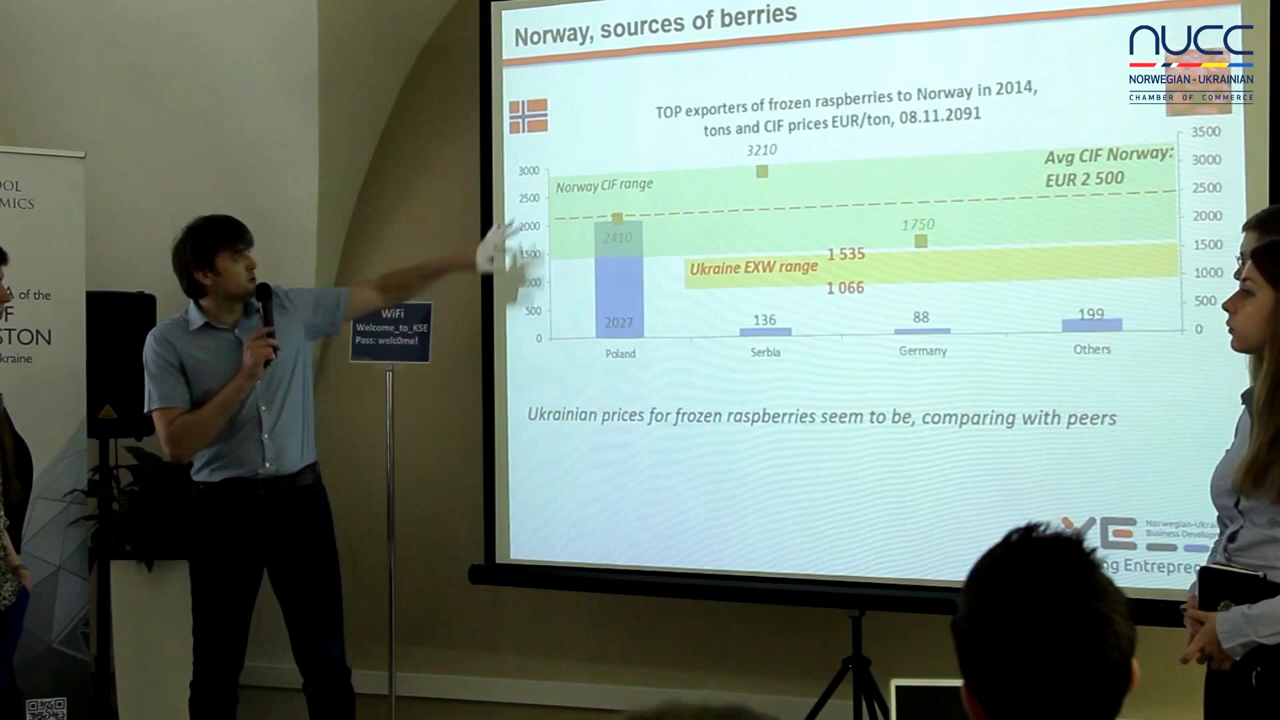 Norway, sources of berries
NUCC
NORWEGIAN - UKRAINIAN
CHAMBER OF COMMERCE
TOP exporters of frozen raspberries to Norway in 2014,
tons and CIF prices EUR/ton, 08.11.2091
3000
2500
2000
1500
1000
500
0
3500
3000
2500
2000
1500
1000
500
0
Norway CIF range
Avg CIF Norway:
EUR 2 500
3210
2410
1750
Ukraine EXW range
1 535
1 066
2027
136
88
199
Poland
Serbia
Germany
Others
Ukrainian prices for frozen raspberries seem to be, comparing with peers
YE
Norwegian-Ukra
Business Develop
ng Entrepre
OL
MICS
of the
OF
STON
kraine
WiFi
Welcome_to_KSE
Pass: welc0me!